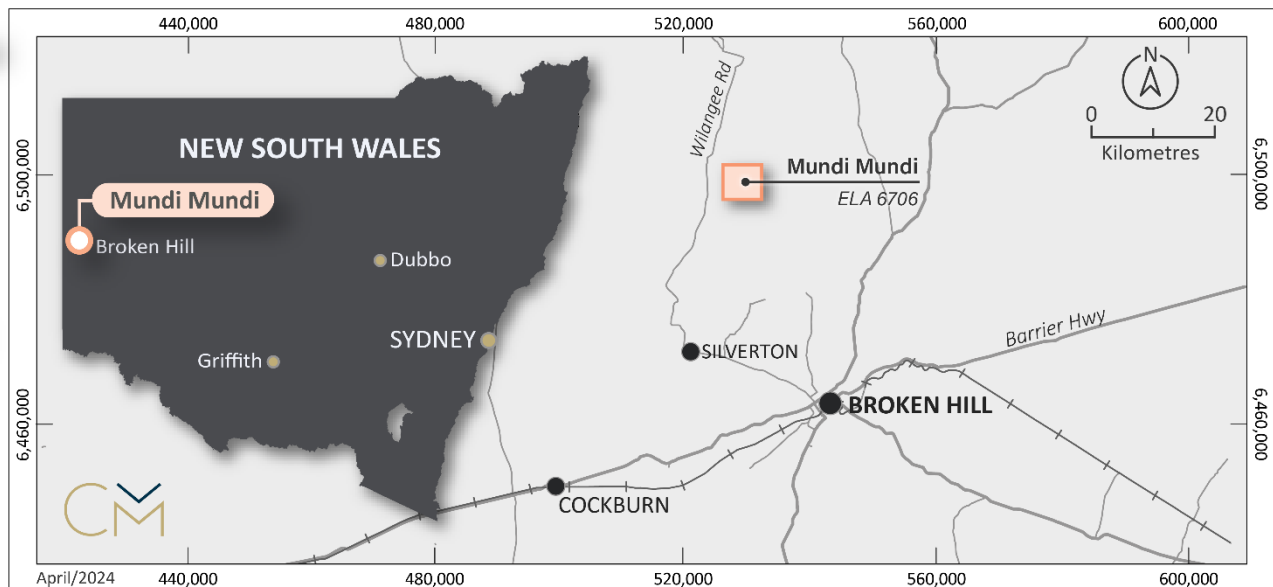 440,000
480,000
520,000
560,000
600,000
N
0 20
Kilometres
NEW SOUTH WALES
Mundi Mundi
Broken Hill
Dubbo
SYDNEY
Griffith
Wilangee Rd
Mundi Mundi
ELA 6706
6,500,000
6,500,000
Barrier Hwy
SILVERTON
BROKEN HILL
6,460,000
6,460,000
COCKBURN
CM
April/2024
440,000
480,000
520,000
560,000
600,000